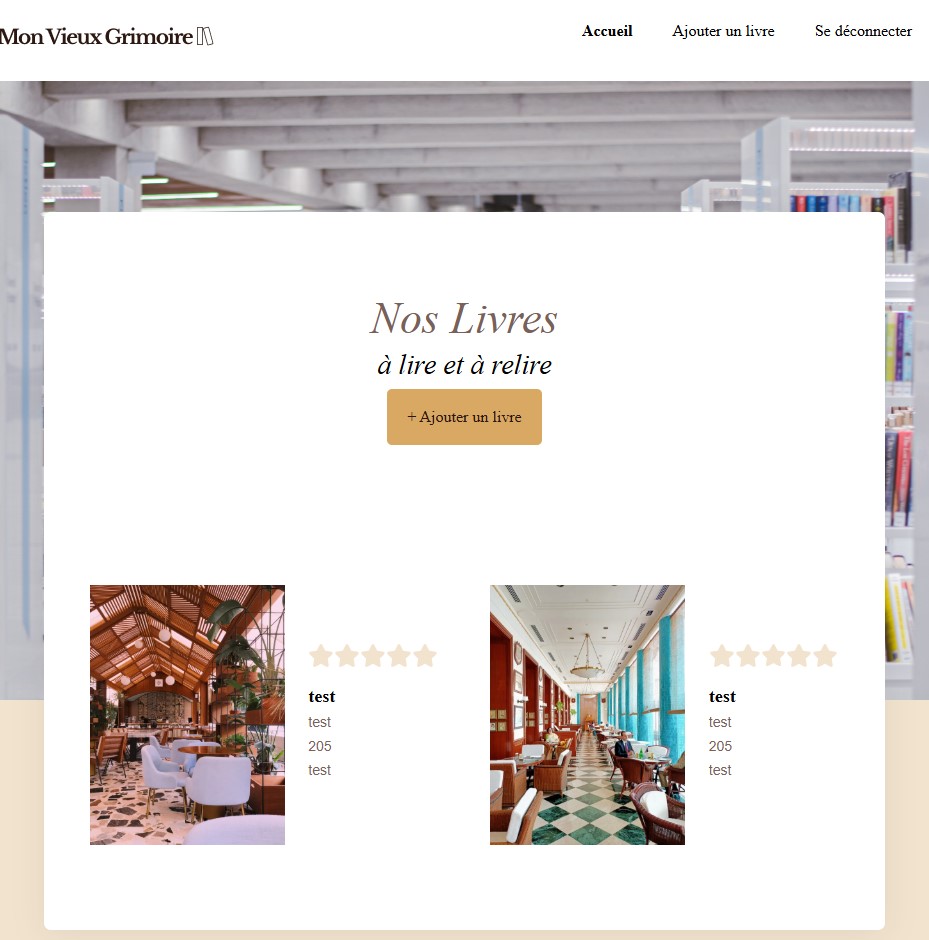 Mon Vieux Grimoire
Accueil
Ajouter un livre
Se déconnecter
Nos Livres
à lire et à relire
+ Ajouter un livre
test
test
205
test
test
test
205
test